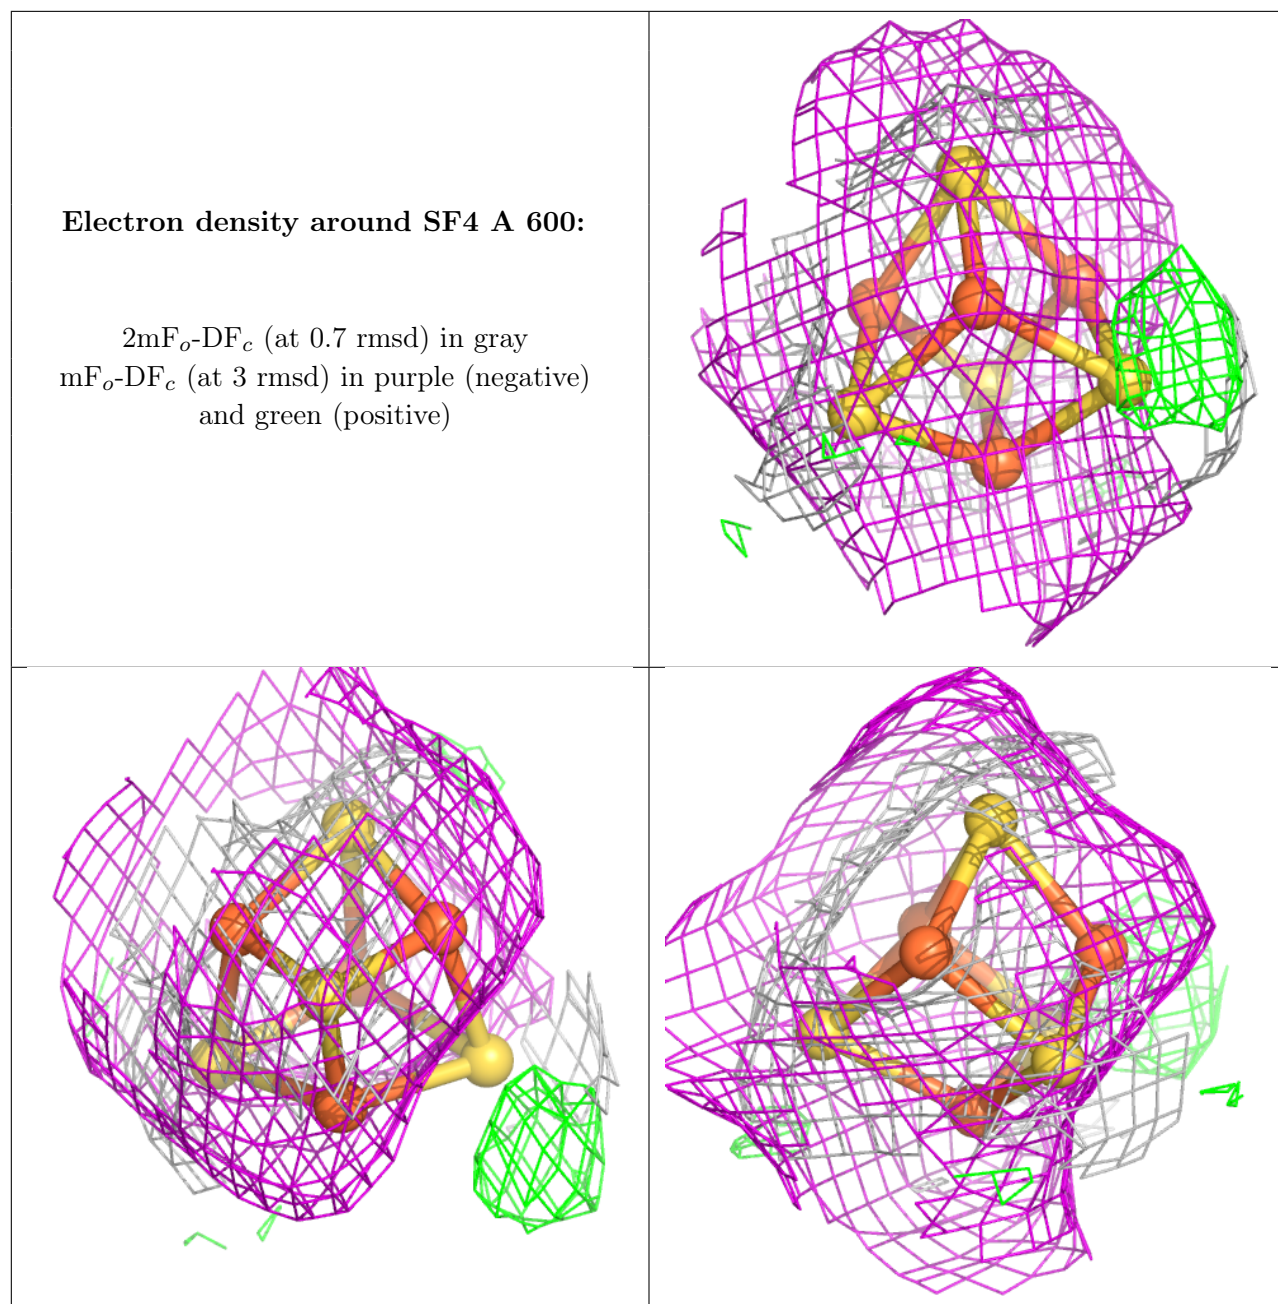 Electron density around SF4 A 600:
2mFo-DFc (at 0.7 rmsd) in gray
mFo-DFc (at 3 rmsd) in purple (negative)
and green (positive)